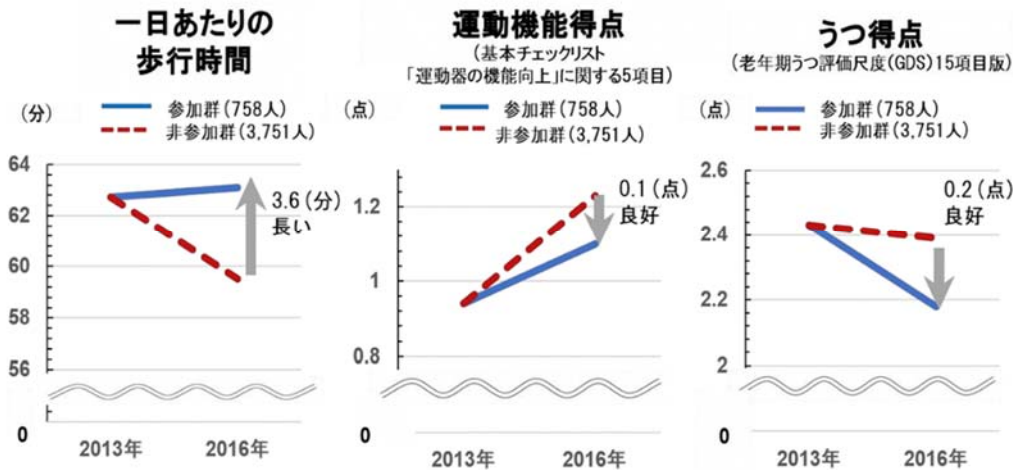 一日あたりの
歩行時間
(分)
参加群(758人)
非参加群(3,751人)
64
62
60
58
56
0
3.6(分)
長い
2013年
2016年
運動機能得点
(基本チェックリスト
「運動器の機能向上」に関する5項目)
(点)
参加群(758人)
非参加群(3,751人)
1.2
1
0.8
0
0.1(点)
良好
2013年
2016年
うつ得点
(老年期うつ評価尺度(GDS)15項目版)
(点)
参加群(758人)
非参加群(3,751人)
2.6
2.4
2.2
2
0
0.2(点)
良好
2013年
2016年